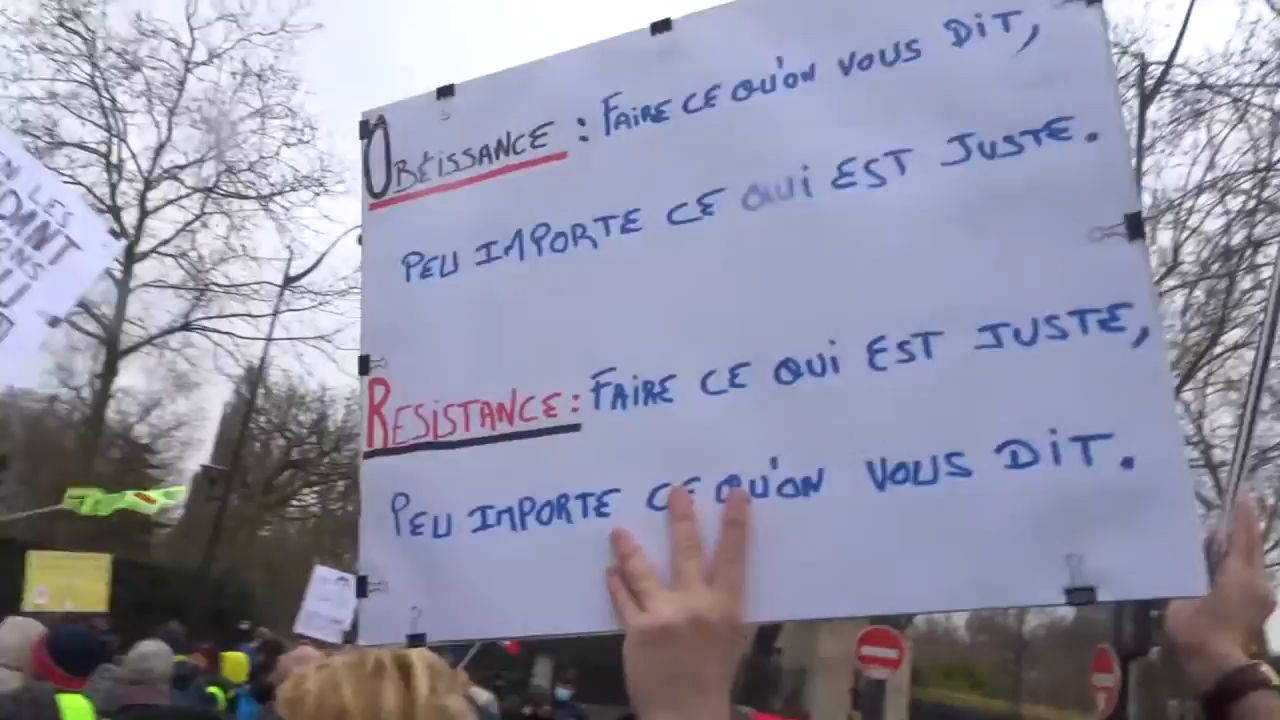 OBÉISSANCE : FAIRE CE QU'ON VOUS DIT,
PEU IMPORTE CE QUI EST JUSTE.
RESISTANCE : FAIRE CE QUI EST JUSTE,
PEU IMPORTE CE QU'ON VOUS DIT.
LES